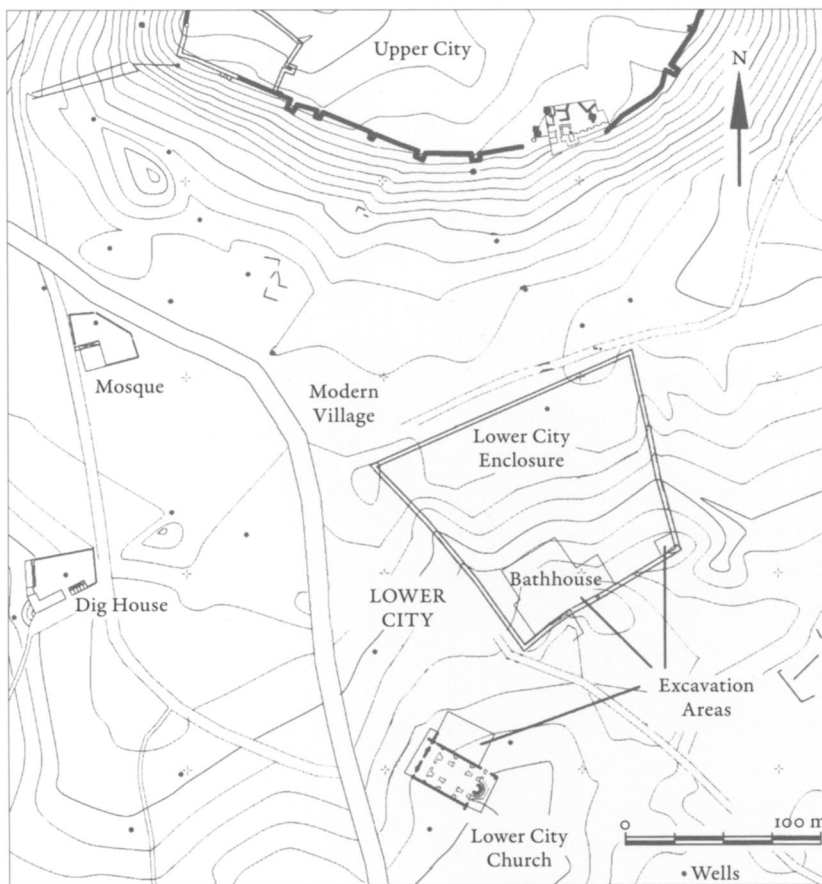 Upper City
N
Mosque
Modern
Village
Lower City
Enclosure
Dig House
LOWER
CITY
Bathhouse
Excavation
Areas
Lower City
Church
0
100 m
Wells